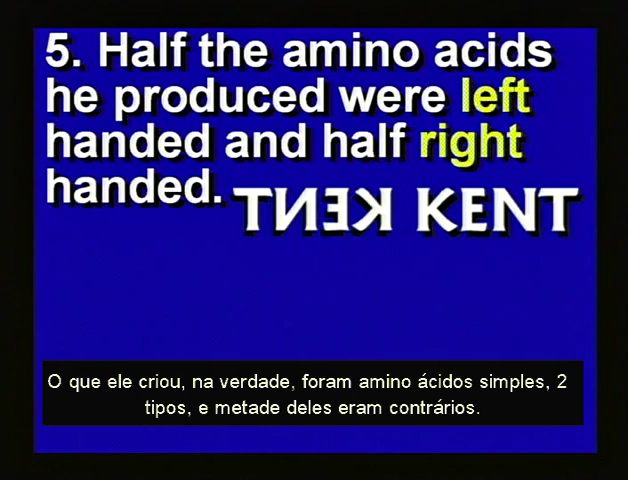 5. Half the amino acids
he produced were left
handed and half right
handed.
TNEK KENT
O que ele criou, na verdade, foram amino ácidos simples, 2
tipos, e metade deles eram contrários.